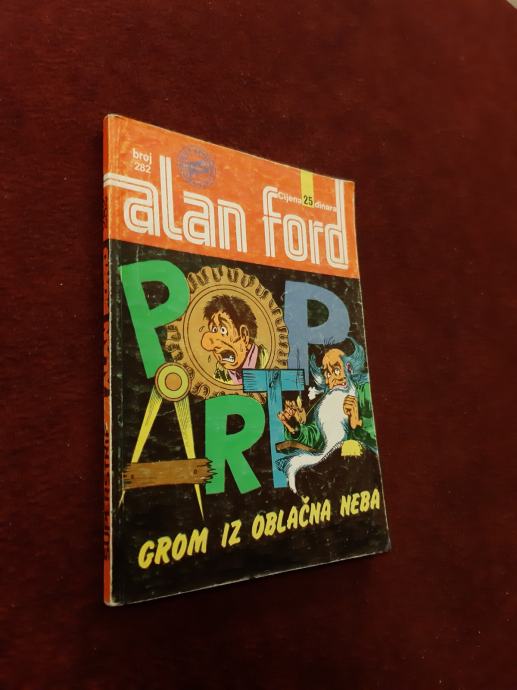 broj
282
Cijena 25 dinara
alan ford
POP
ART
GROM IZ OBLAČNA NEBA